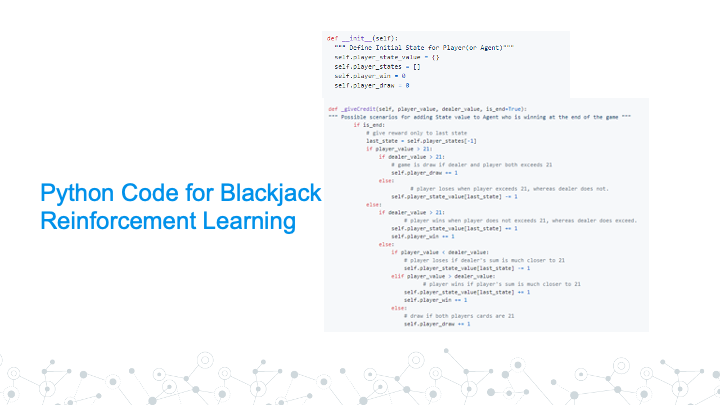 def __init__(self):
""" Define Initial State for Player(or Agent)"""
self.player_state_value = {}
self.player_states = []
self.player_win = 0
self.player_draw = 0
def _giveCredit(self, player_value, dealer_value, is_end=True):
""" Possible scenarios for adding State value to Agent who is winning at the end of the game """
if is_end:
# give reward only to last state
last_state = self.player_states[-1]
if player_value > 21:
if dealer_value > 21:
# game is draw if dealer and player both exceeds 21
self.player_draw += 1
else:
# player loses when player exceeds 21, whereas dealer does not.
self.player_state_value[last_state] -= 1
else:
if dealer_value > 21:
# player wins when player does not exceeds 21, whereas dealer does exceed.
self.player_state_value[last_state] += 1
self.player_win += 1
else:
if player_value < dealer_value:
# player loses if dealer's sum is much closer to 21
self.player_state_value[last_state] -= 1
elif player_value > dealer_value:
# player wins if player's sum is much closer to 21
self.player_state_value[last_state] += 1
self.player_win += 1
else:
# draw if both players cards are 21
self.player_draw += 1
Python Code for Blackjack
Reinforcement Learning